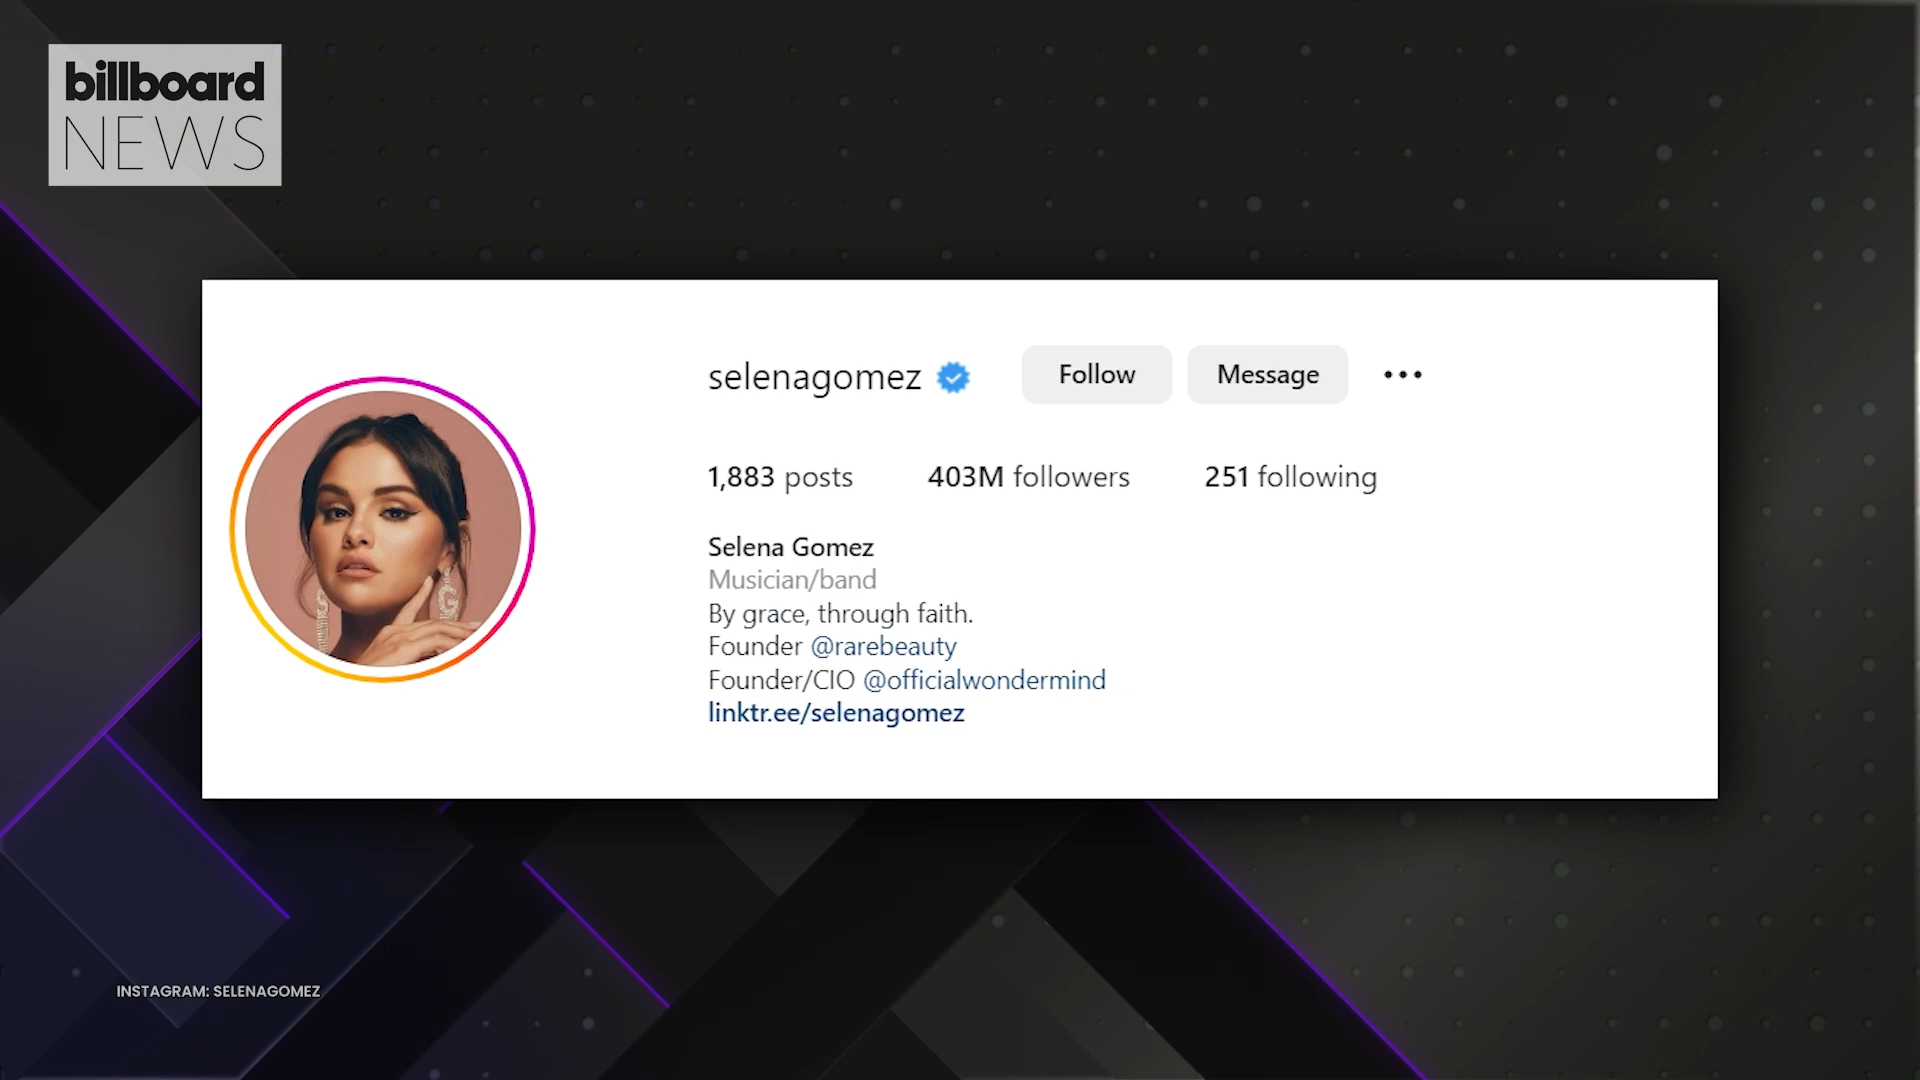 billboard
NEWS
selenagomez Follow Message
1,883 posts 403M followers 251 following
Selena Gomez
Musician/band
By grace, through faith.
Founder @rarebeauty
Founder/CIO @officialwondermind
linktr.ee/selenagomez
SG
INSTAGRAM: SELENAGOMEZ